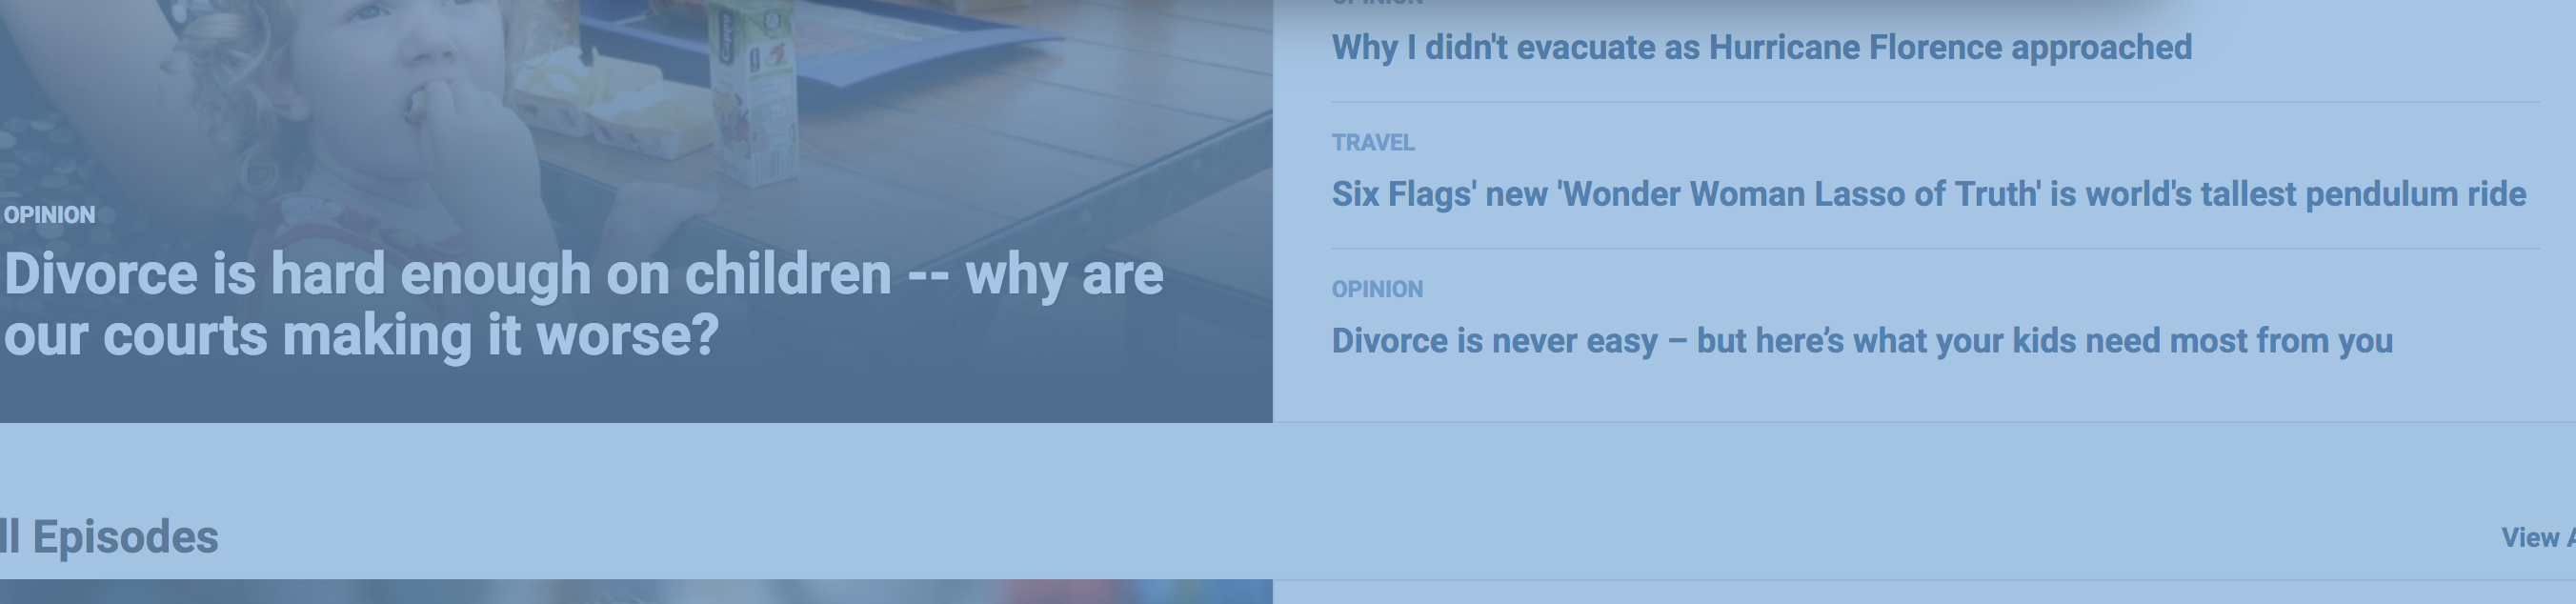 OPINION
Divorce is hard enough on children -- why are
our courts making it worse?
OPINION
Why I didn't evacuate as Hurricane Florence approached
TRAVEL
Six Flags' new 'Wonder Woman Lasso of Truth' is world's tallest pendulum ride
OPINION
Divorce is never easy – but here’s what your kids need most from you
ll Episodes
View A